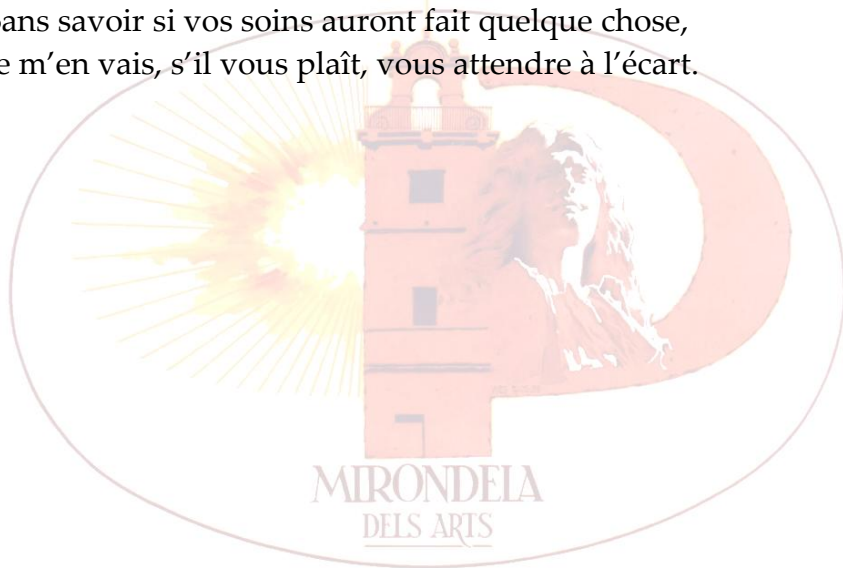 Sans savoir si vos soins auront fait quelque chose,
e m’en vais, s’il vous plaît, vous attendre à l’écart.
MIRONDELA
DELS ARTS